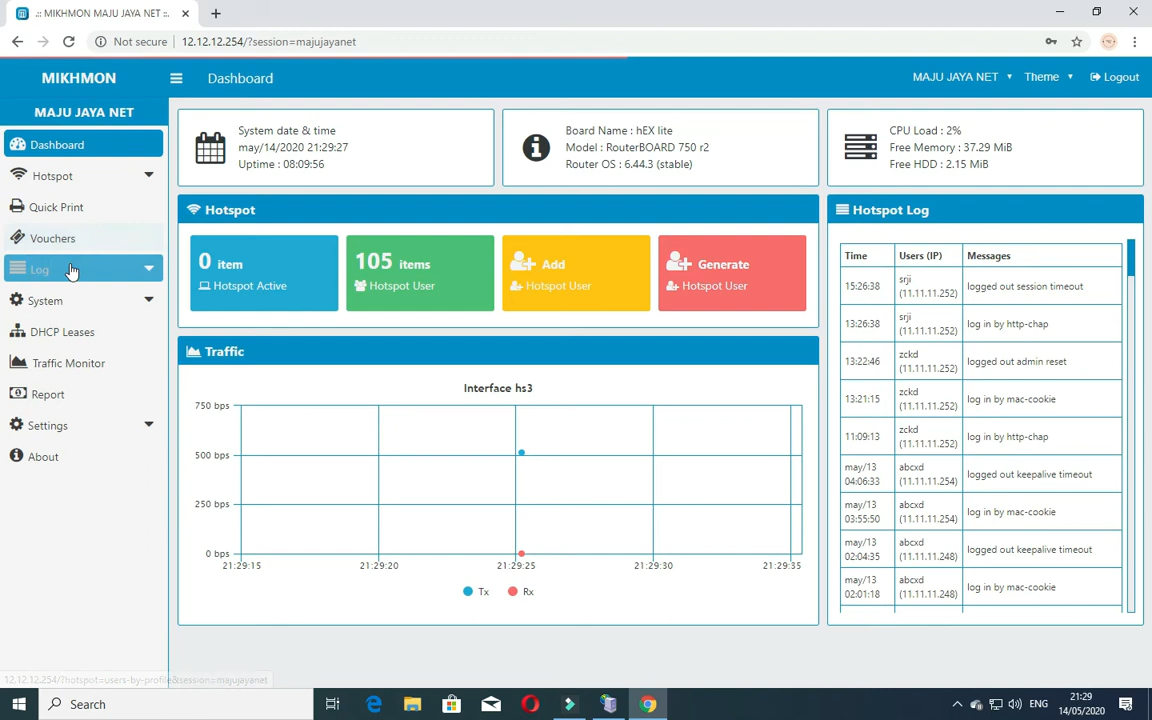 .:: MIKHMON MAJU JAYA NET ::.
Not secure
12.12.12.254/?session=majujayanet
MIKHMON
Dashboard
MAJU JAYA NET
Theme
Logout
MAJU JAYA NET
Dashboard
Hotspot
Quick Print
Vouchers
Log
System
DHCP Leases
Traffic Monitor
Report
Settings
About
System date & time
may/14/2020 21:29:27
Uptime : 08:09:56
Board Name : hEX lite
Model : RouterBOARD 750 r2
Router OS : 6.44.3 (stable)
CPU Load : 2%
Free Memory : 37.29 MiB
Free HDD : 2.15 MiB
Hotspot
0 item
Hotspot Active
105 items
Hotspot User
Add
Hotspot User
Generate
Hotspot User
Traffic
Interface hs3
750 bps
500 bps
250 bps
0 bps
21:29:15
21:29:20
21:29:25
21:29:30
21:29:35
Tx
Rx
Hotspot Log
Time Users (IP) Messages
15:26:38 srji (11.11.11.252) logged out session timeout
13:26:38 srji (11.11.11.252) log in by http-chap
13:22:46 zckd (11.11.11.252) logged out admin reset
13:21:15 zckd (11.11.11.252) log in by mac-cookie
11:09:13 zckd (11.11.11.252) log in by http-chap
may/13 04:06:33 abcxd (11.11.11.254) logged out keepalive timeout
may/13 03:55:50 abcxd (11.11.11.254) log in by mac-cookie
may/13 02:04:35 abcxd (11.11.11.248) logged out keepalive timeout
may/13 02:01:18 abcxd (11.11.11.248) log in by mac-cookie
12.12.12.254/?hotspot=users-by-profile&session=majujayanet
Search
ENG
21:29
14/05/2020